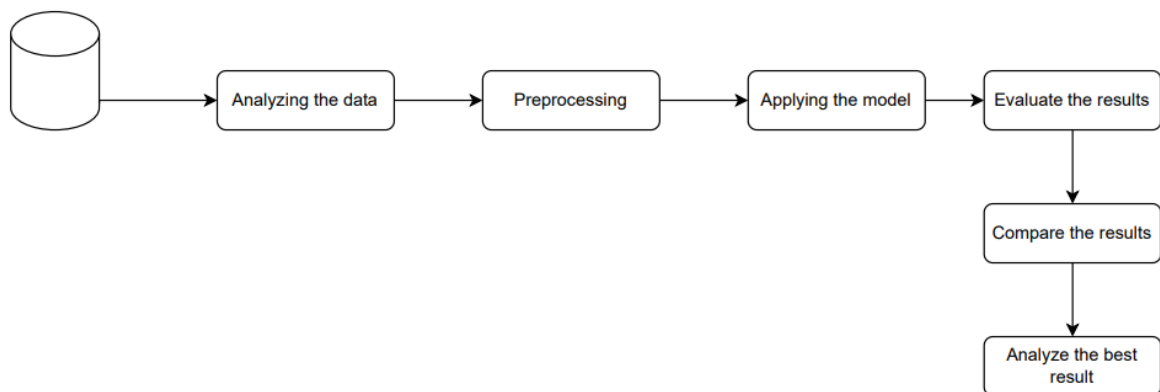 Analyzing the data
Preprocessing
Applying the model
Evaluate the results
Compare the results
Analyze the best
result